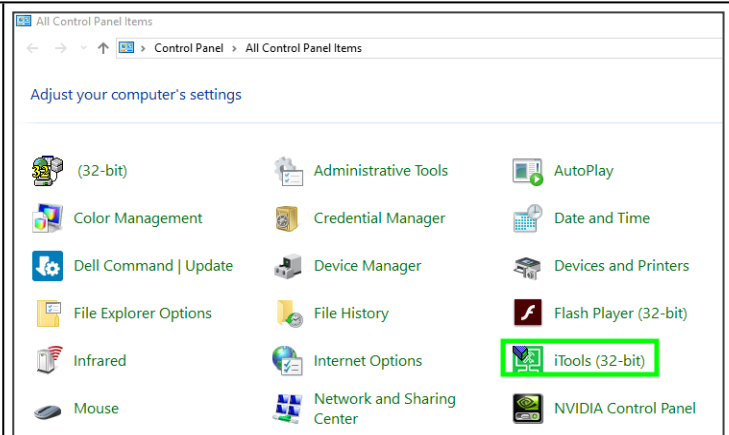 All Control Panel Items
Control Panel > All Control Panel Items
Adjust your computer's settings
(32-bit) Administrative Tools AutoPlay
Color Management Credential Manager Date and Time
Dell Command | Update Device Manager Devices and Printers
File Explorer Options File History Flash Player (32-bit)
Infrared Internet Options iTools (32-bit)
Mouse Network and Sharing Center NVIDIA Control Panel